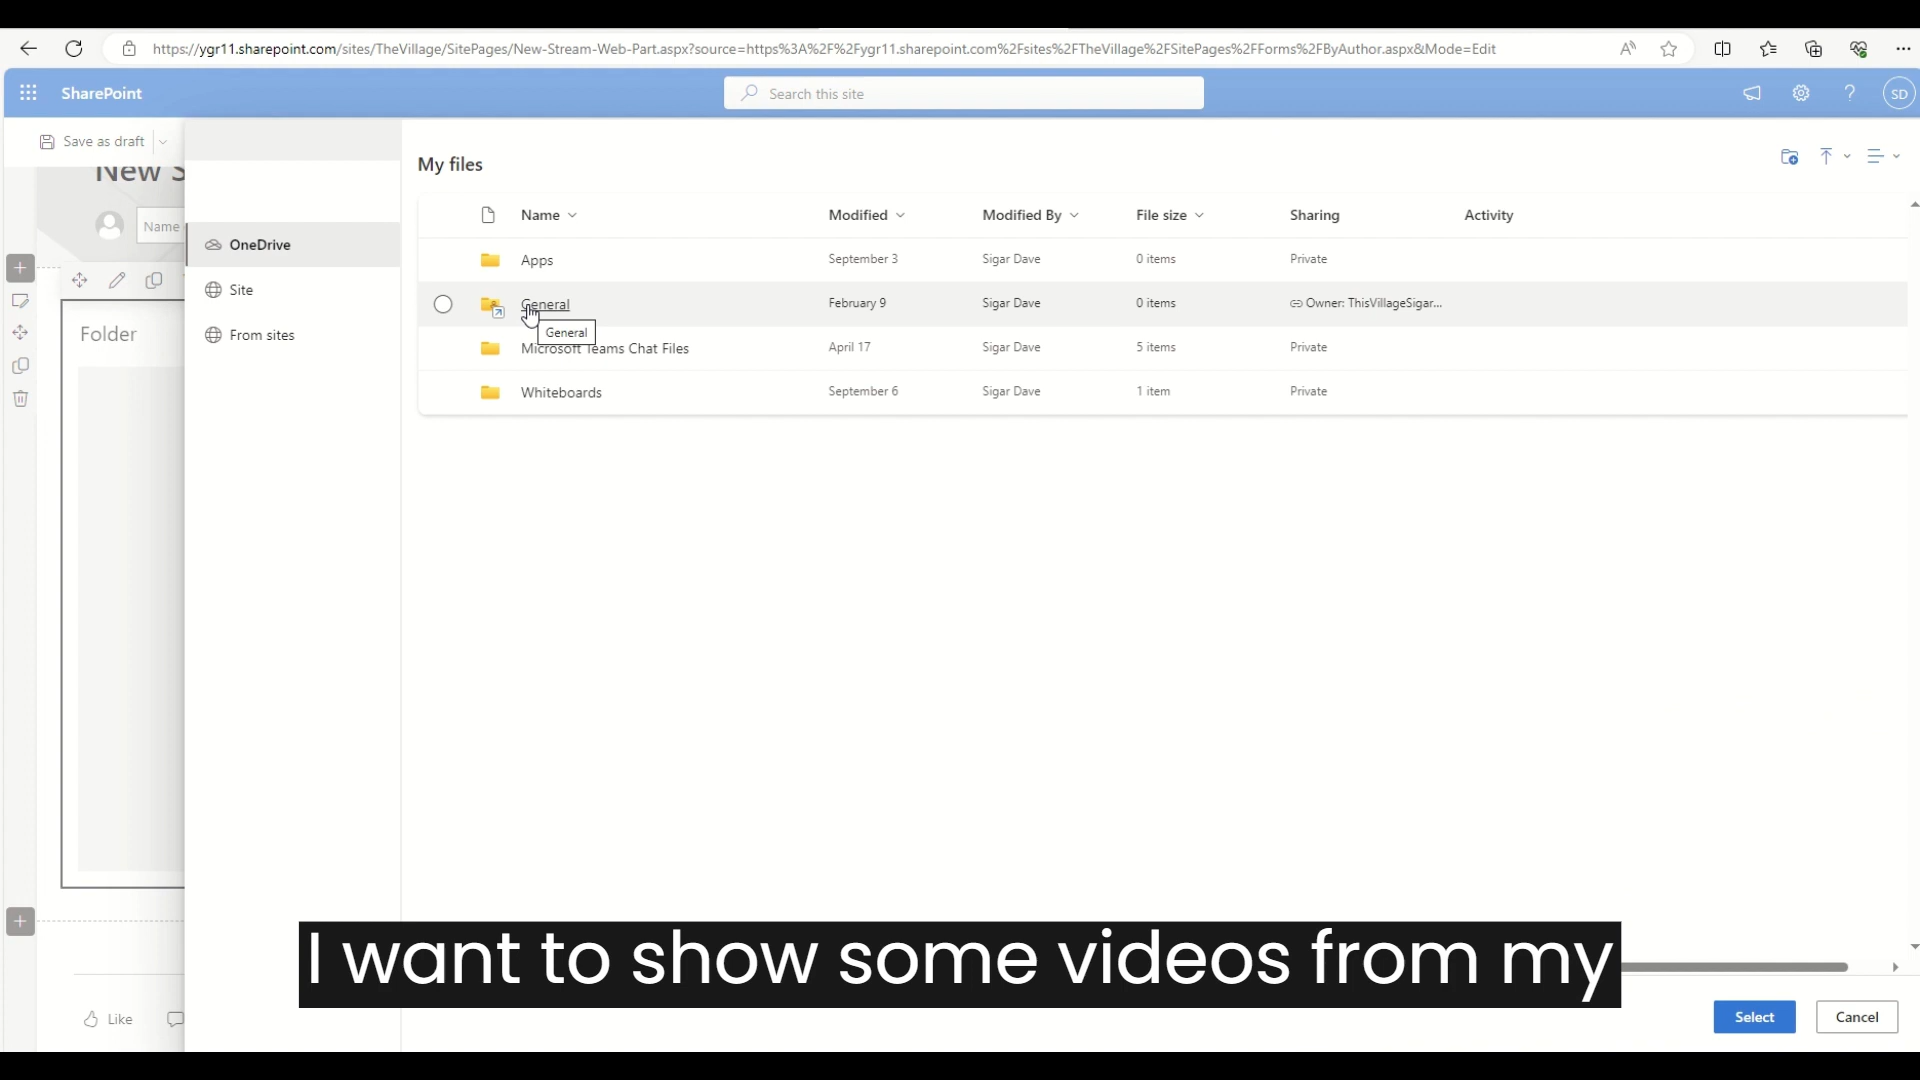 https://ygr11.sharepoint.com/sites/TheVillage/SitePages/New-Stream-Web-Part.aspx?source=https%3A%2F%2Fygr11.sharepoint.com%2Fsites%2FTheVillage%2FSitePages%2FForms%2FByAuthor.aspx&Mode=Edit
SharePoint
Search this site
SD
Save as draft
New S
Name
OneDrive
Site
From sites
Folder
My files
Name Modified Modified By File size Sharing Activity
Apps September 3 Sigar Dave 0 items Private
General February 9 Sigar Dave 0 items Owner: ThisVillageSigar...
General
Microsoft Teams Chat Files April 17 Sigar Dave 5 items Private
Whiteboards September 6 Sigar Dave 1 item Private
I want to show some videos from my
Like
Select
Cancel